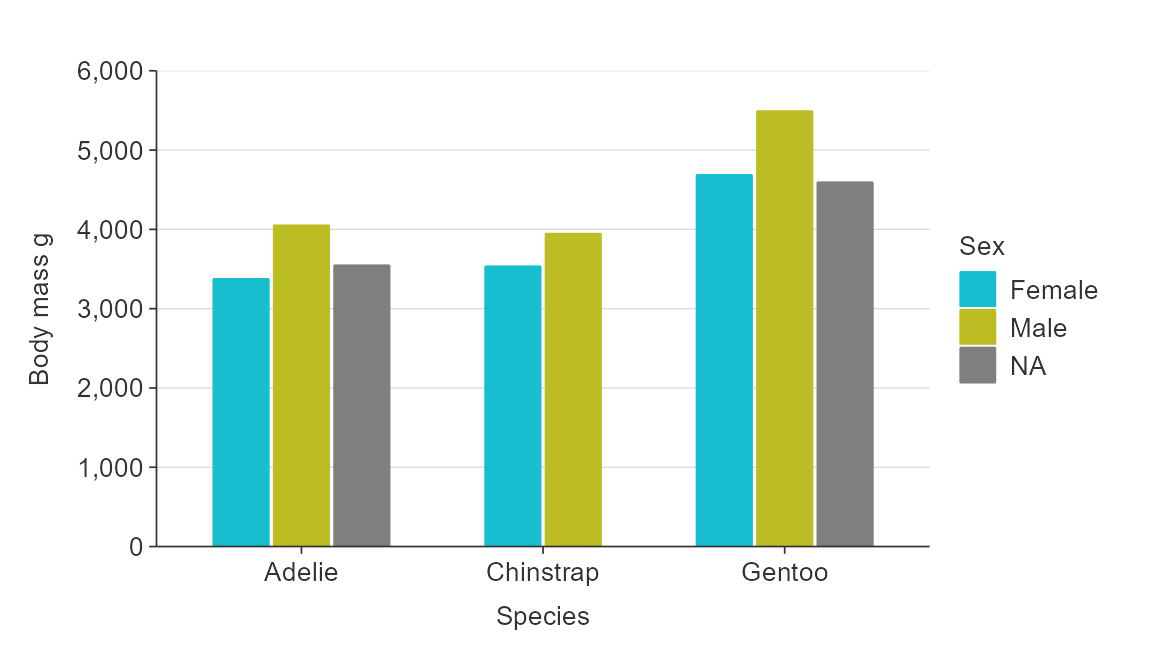 6,000
5,000
4,000
3,000
2,000
1,000
0
Body mass g
Adelie
Chinstrap
Gentoo
Species
Sex
Female
Male
NA